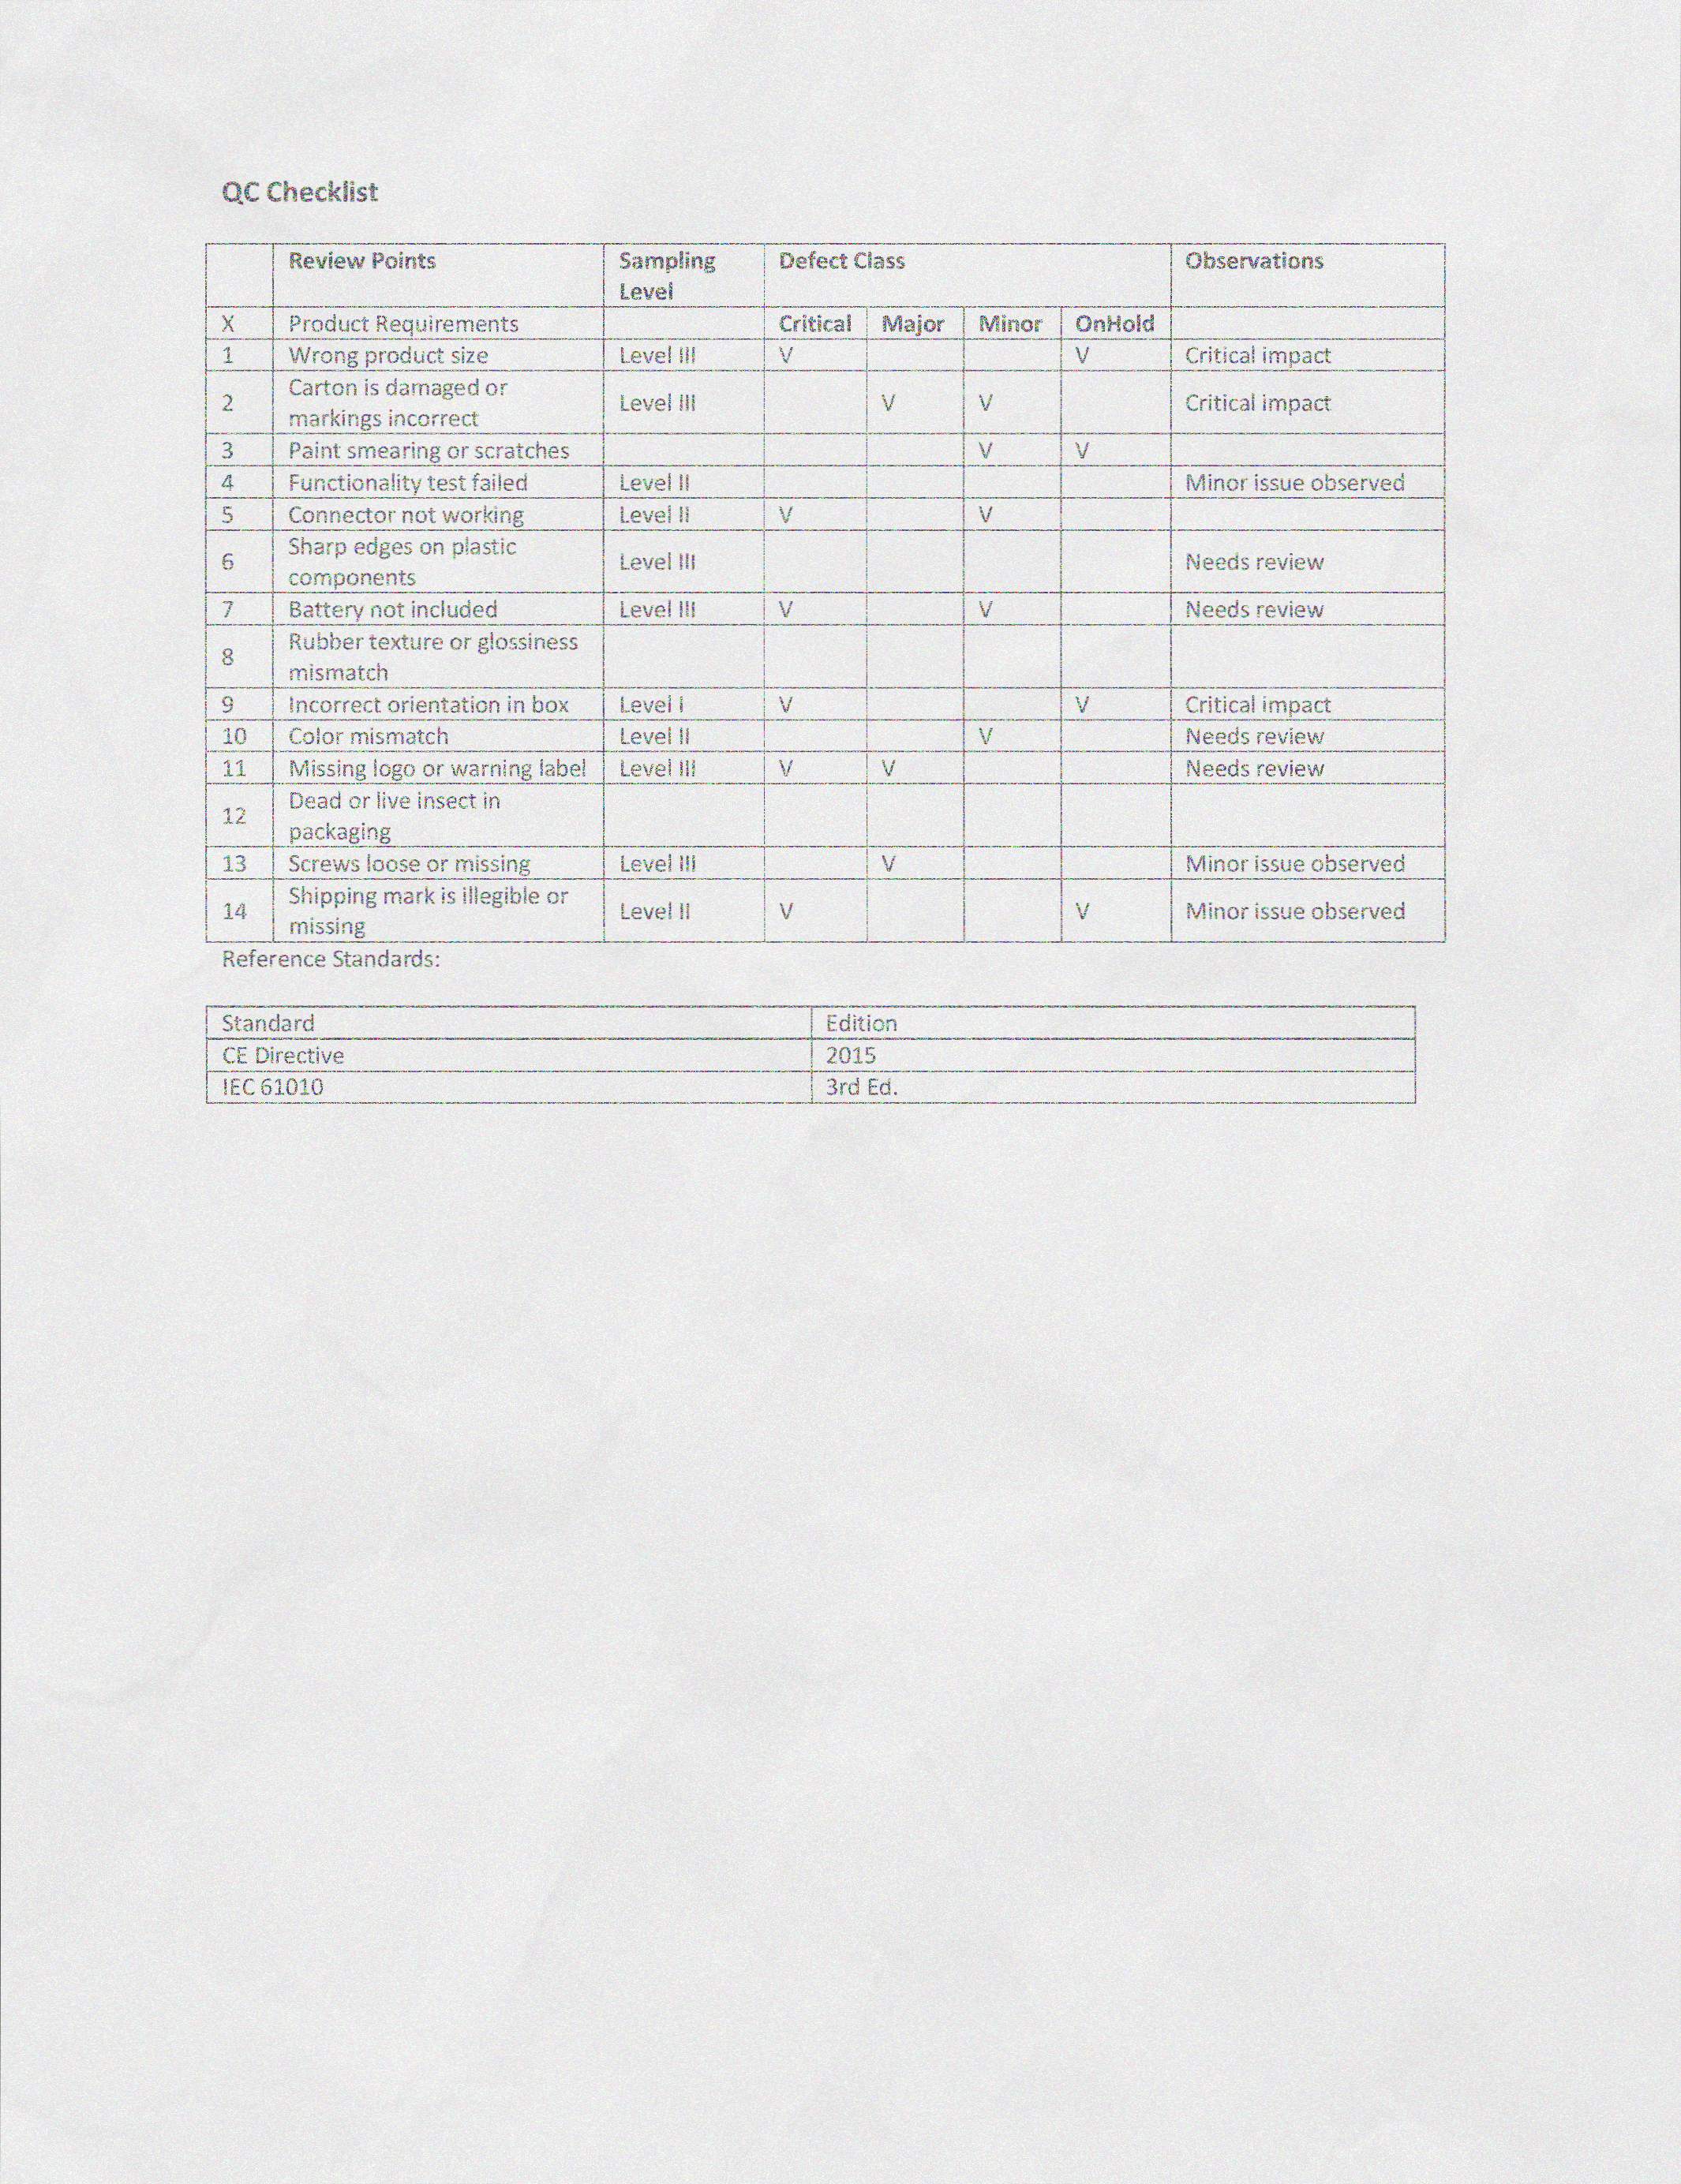 QC Checklist
Review Points Sampling Level Defect Class Observations
X Product Requirements Critical Major Minor OnHold
1 Wrong product size Level III V V Critical impact
2 Carton is damaged or markings incorrect Level III V V Critical impact
3 Paint smearing or scratches V V
4 Functionality test failed Level II Minor issue observed
5 Connector not working Level II V V
6 Sharp edges on plastic components Level III Needs review
7 Battery not included Level III V V Needs review
8 Rubber texture or glossiness mismatch
9 Incorrect orientation in box Level I V V Critical impact
10 Color mismatch Level II V Needs review
11 Missing logo or warning label Level III V V Needs review
12 Dead or live insect in packaging
13 Screws loose or missing Level III V Minor issue observed
14 Shipping mark is illegible or missing Level II V V Minor issue observed
Reference Standards:
Standard Edition
CE Directive 2015
IEC 61010 3rd Ed.